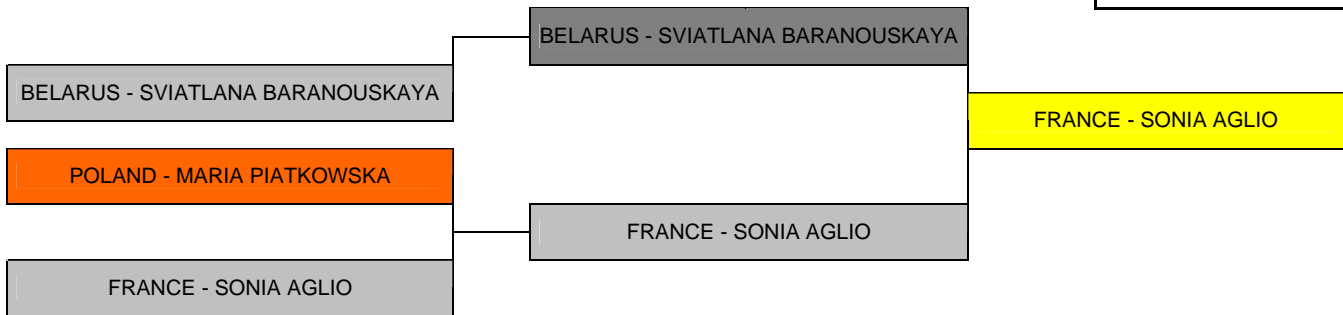 BELARUS - SVIATLANA BARANOUSKAYA
BELARUS - SVIATLANA BARANOUSKAYA
FRANCE - SONIA AGLIO
POLAND - MARIA PIATKOWSKA
FRANCE - SONIA AGLIO
FRANCE - SONIA AGLIO